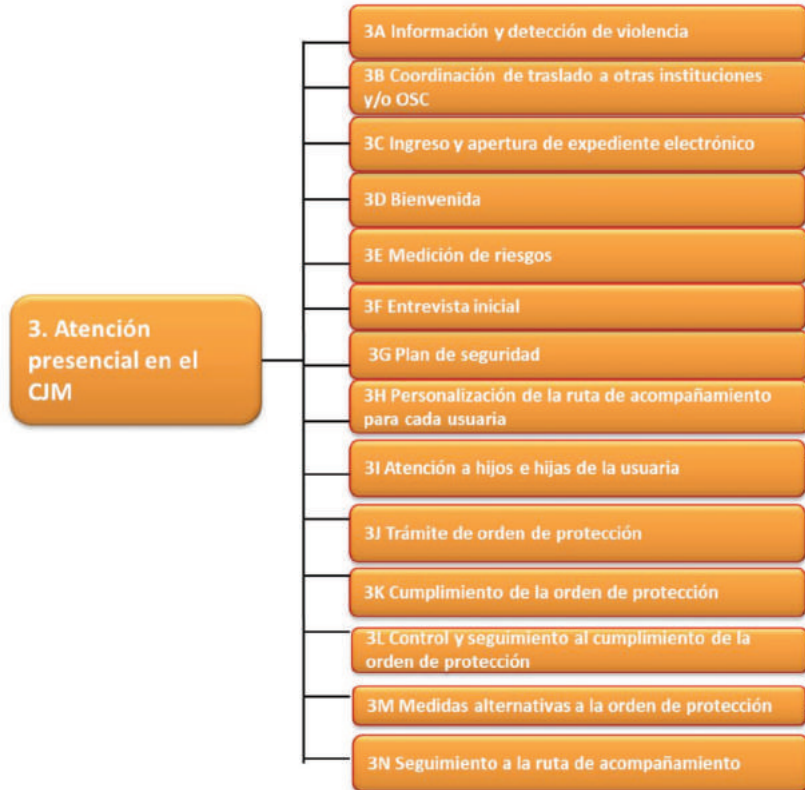 3A Información y detección de violencia
3B Coordinación de traslado a otras instituciones
y/o OSC
3C Ingreso y apertura de expediente electrónico
3D Bienvenida
3E Medición de riesgos
3F Entrevista inicial
3. Atención
presencial en el
CJM
3G Plan de seguridad
3H Personalización de la ruta de acompañamiento
para cada usuaria
3I Atención a hijos e hijas de la usuaria
3J Trámite de orden de protección
3K Cumplimiento de la orden de protección
3L Control y seguimiento al cumplimiento de la
orden de protección
3M Medidas alternativas a la orden de protección
3N Seguimiento a la ruta de acompañamiento